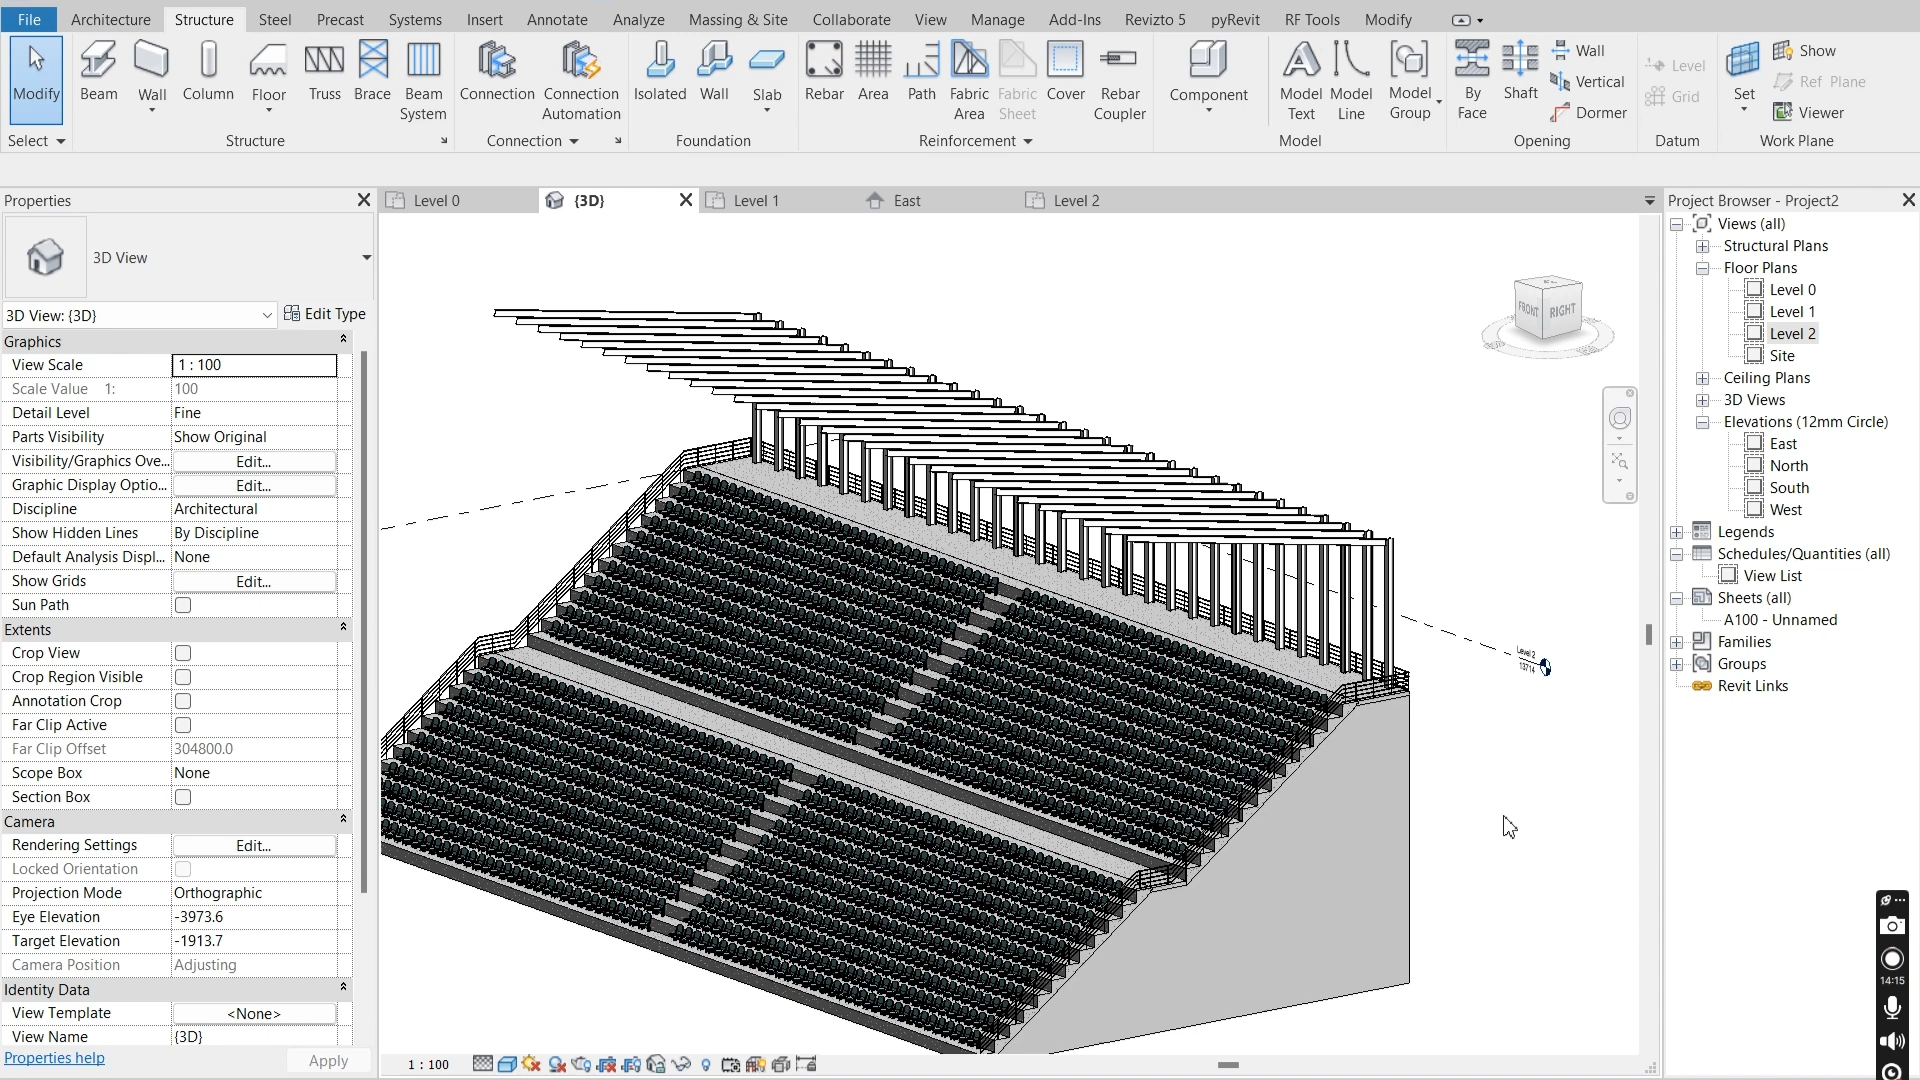 File Architecture Structure Steel Precast Systems Insert Annotate Analyze Massing & Site Collaborate View Manage Add-Ins Revizto 5 pyRevit RF Tools Modify
Modify Beam Wall Column Floor Truss Brace Beam System Connection Connection Automation Isolated Wall Slab Rebar Area Path Fabric Area Fabric Sheet Cover Rebar Coupler Component Model Text Model Line Model Group By Face Shaft Wall Vertical Dormer Level Grid Set Show Ref Plane Viewer
Select Structure Connection Foundation Reinforcement Model Opening Datum Work Plane
Properties
Level 0 {3D} Level 1 East Level 2
3D View
3D View: {3D} Edit Type
Graphics
View Scale 1 : 100
Scale Value 1: 100
Detail Level Fine
Parts Visibility Show Original
Visibility/Graphics Ove... Edit...
Graphic Display Optio... Edit...
Discipline Architectural
Show Hidden Lines By Discipline
Default Analysis Displ... None
Show Grids Edit...
Sun Path
Extents
Crop View
Crop Region Visible
Annotation Crop
Far Clip Active
Far Clip Offset 304800.0
Scope Box None
Section Box
Camera
Rendering Settings Edit...
Locked Orientation
Projection Mode Orthographic
Eye Elevation -3973.6
Target Elevation -1913.7
Camera Position Adjusting
Identity Data
View Template <None>
View Name {3D}
Properties help Apply
FRONT RIGHT
Level 2
13714
1 : 100
Project Browser - Project2
Views (all)
Structural Plans
Floor Plans
Level 0
Level 1
Level 2
Site
Ceiling Plans
3D Views
Elevations (12mm Circle)
East
North
South
West
Legends
Schedules/Quantities (all)
View List
Sheets (all)
A100 - Unnamed
Families
Groups
Revit Links
14:15